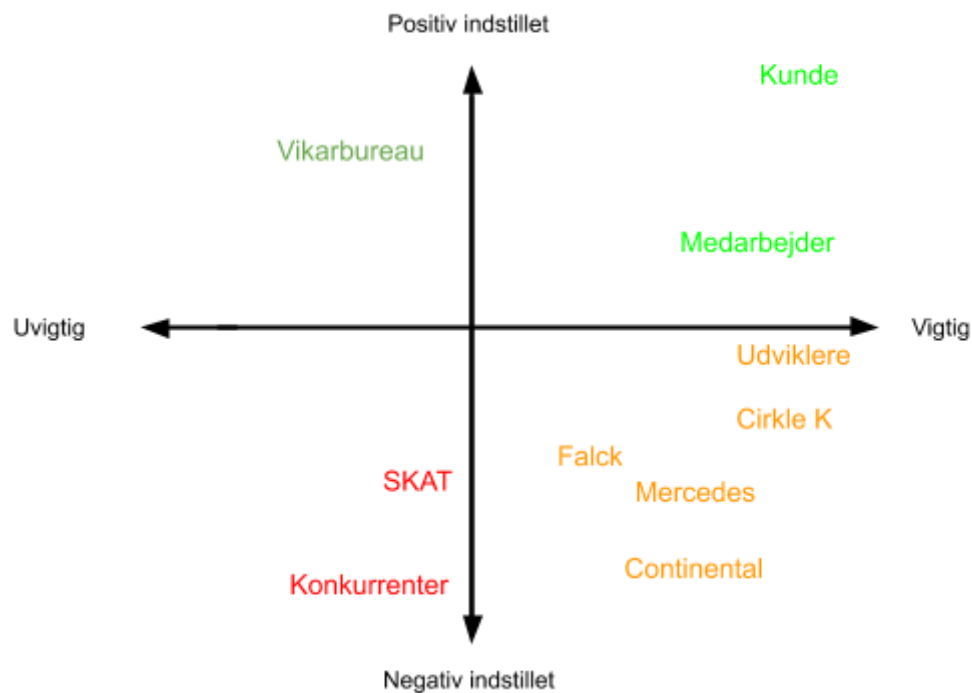 Positiv indstillet
Kunde
Vikarbureau
Medarbejder
Uvigtig
Vigtig
Udviklere
Cirkle K
Falck
SKAT
Mercedes
Continental
Konkurrenter
Negativ indstillet